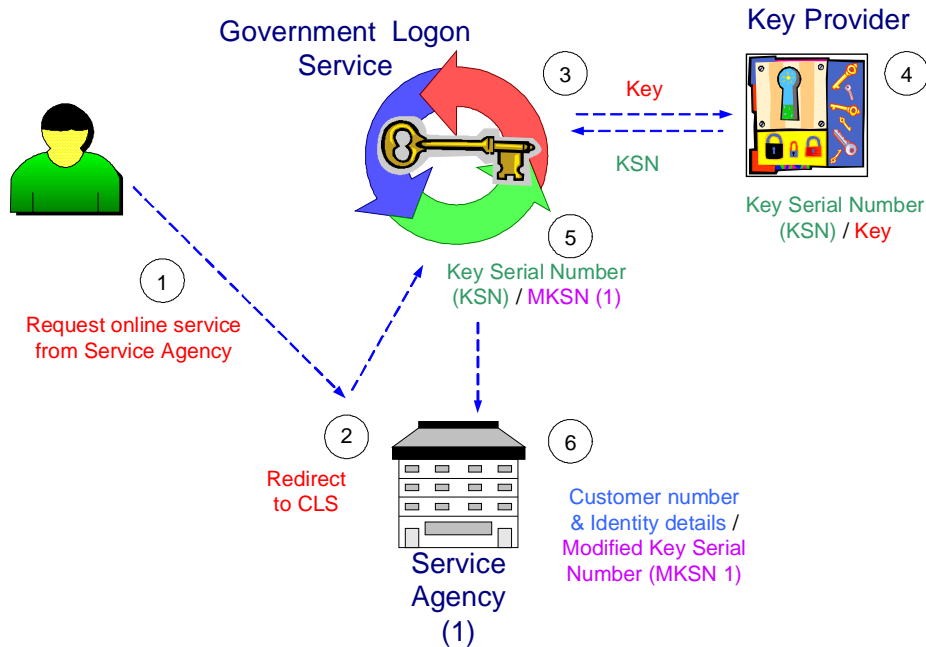 Government Logon
Service
Key Provider
3
4
Key
KSN
Key Serial Number
(KSN) / Key
5
Key Serial Number
(KSN) / MKSN (1)
1
Request online service
from Service Agency
2
Redirect
to CLS
6
Customer number
& Identity details /
Modified Key Serial
Number (MKSN 1)
Service
Agency
(1)